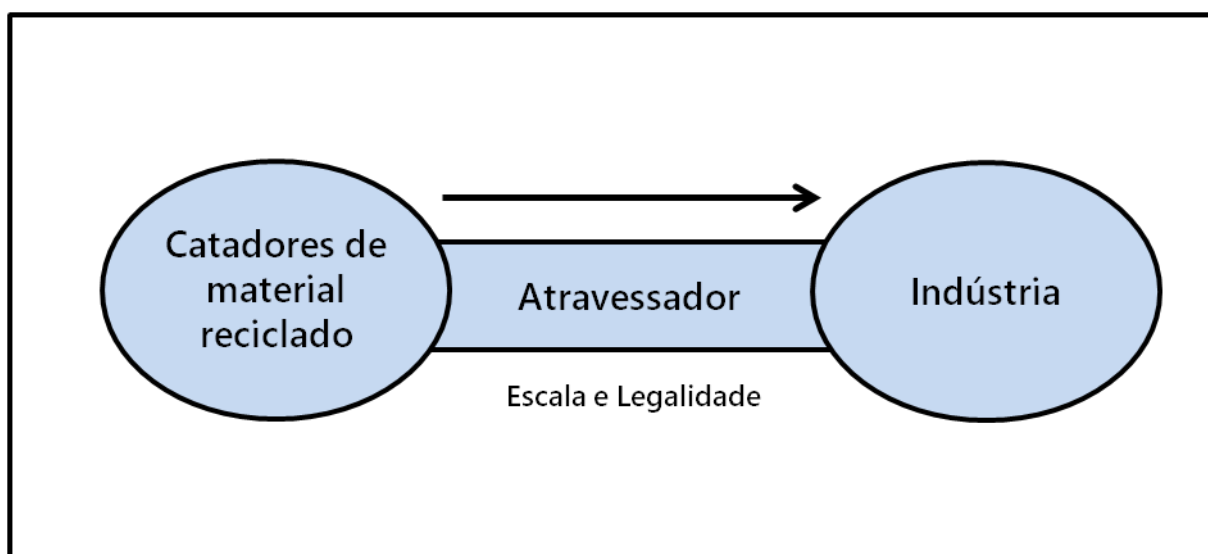 Catadores de
material
reciclado
Atravessador
Indústria
Escala e Legalidade